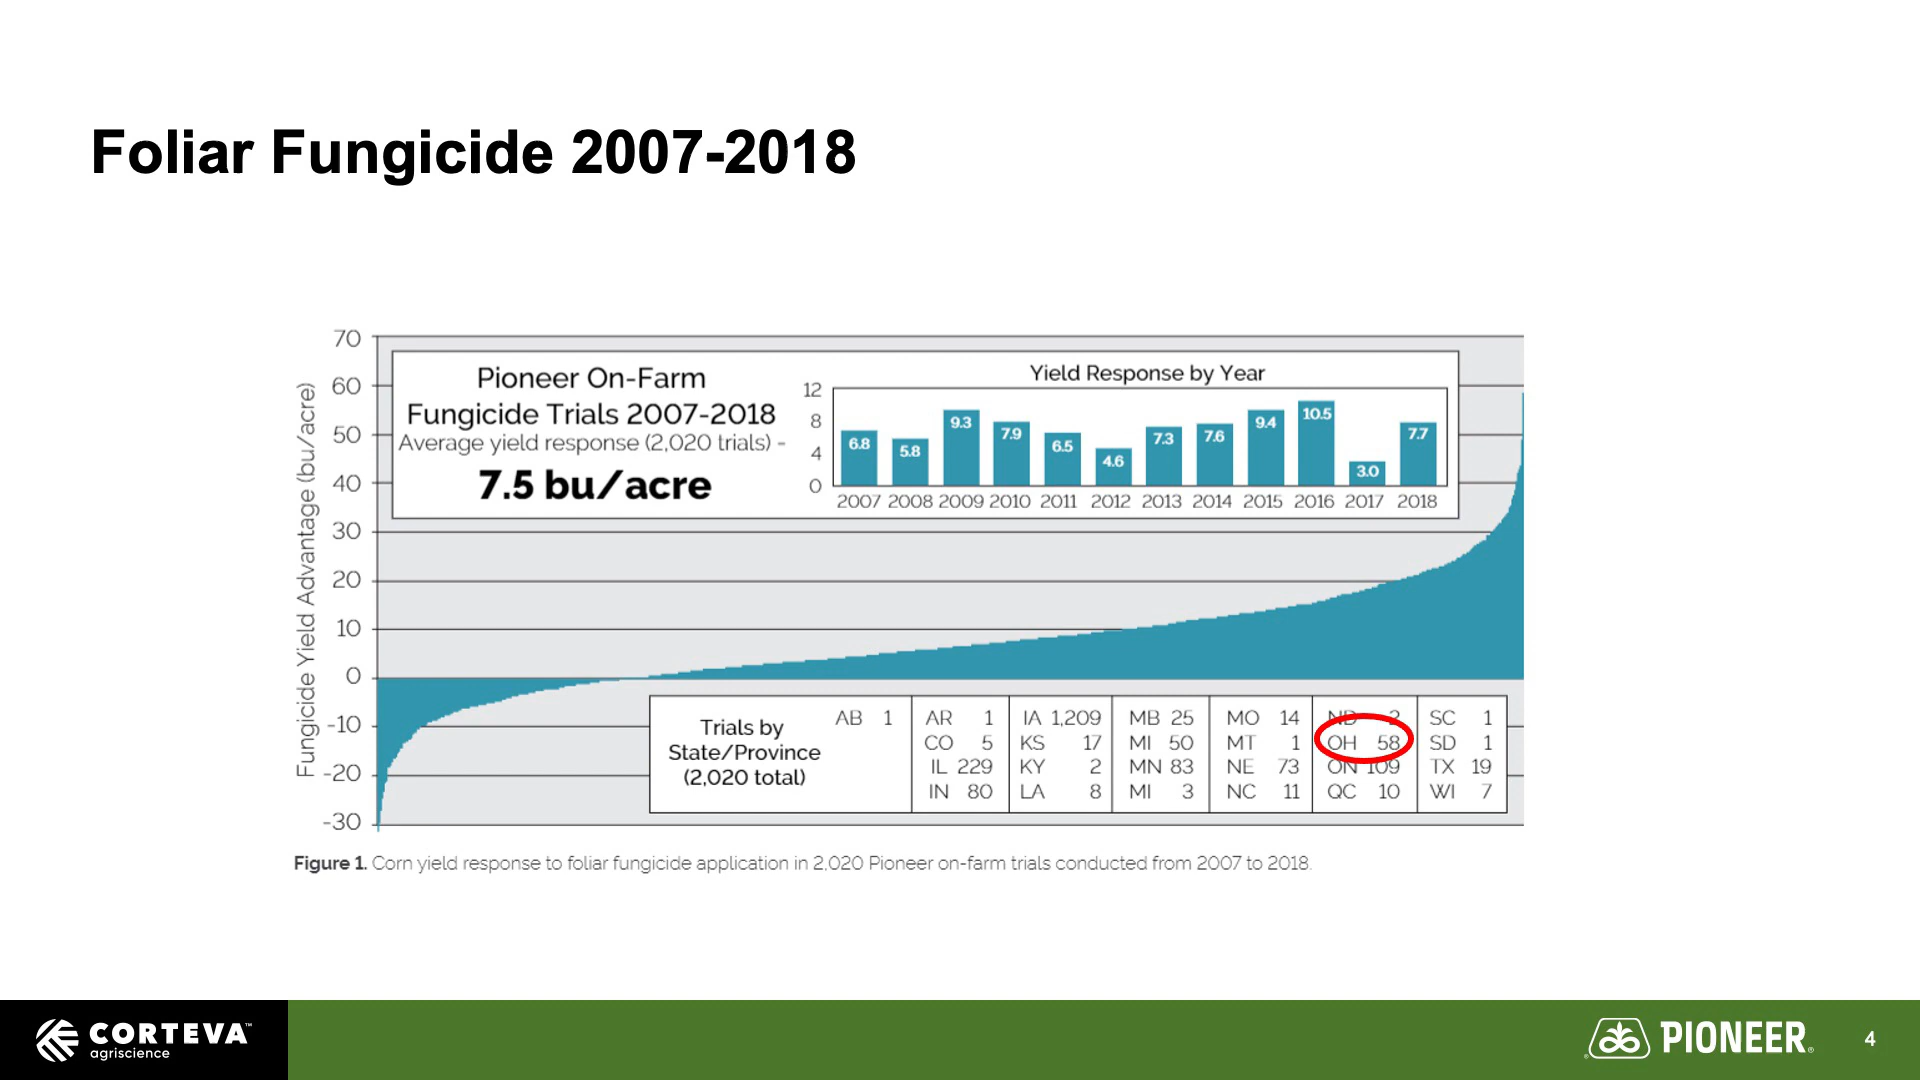 Foliar Fungicide 2007-2018
Fungicide Yield Advantage (bu/acre)
70
60
50
40
30
20
10
0
-10
-20
-30
Pioneer On-Farm
Fungicide Trials 2007-2018
Average yield response (2,020 trials) -
7.5 bu/acre
Yield Response by Year
12
8
4
0
6.8 5.8 9.3 7.9 6.5 4.6 7.3 7.6 9.4 10.5 3.0 7.7
2007 2008 2009 2010 2011 2012 2013 2014 2015 2016 2017 2018
Trials by
State/Province
(2,020 total)
AB 1
AR 1
CO 5
IL 229
IN 80
IA 1,209
KS 17
KY 2
LA 8
MB 25
MI 50
MN 83
MI 3
MO 14
MT 1
NE 73
NC 11
ND 2
OH 58
ON 109
QC 10
SC 1
SD 1
TX 19
WI 7
Figure 1. Corn yield response to foliar fungicide application in 2,020 Pioneer on-farm trials conducted from 2007 to 2018.
CORTEVA™
agriscience
PIONEER®
4